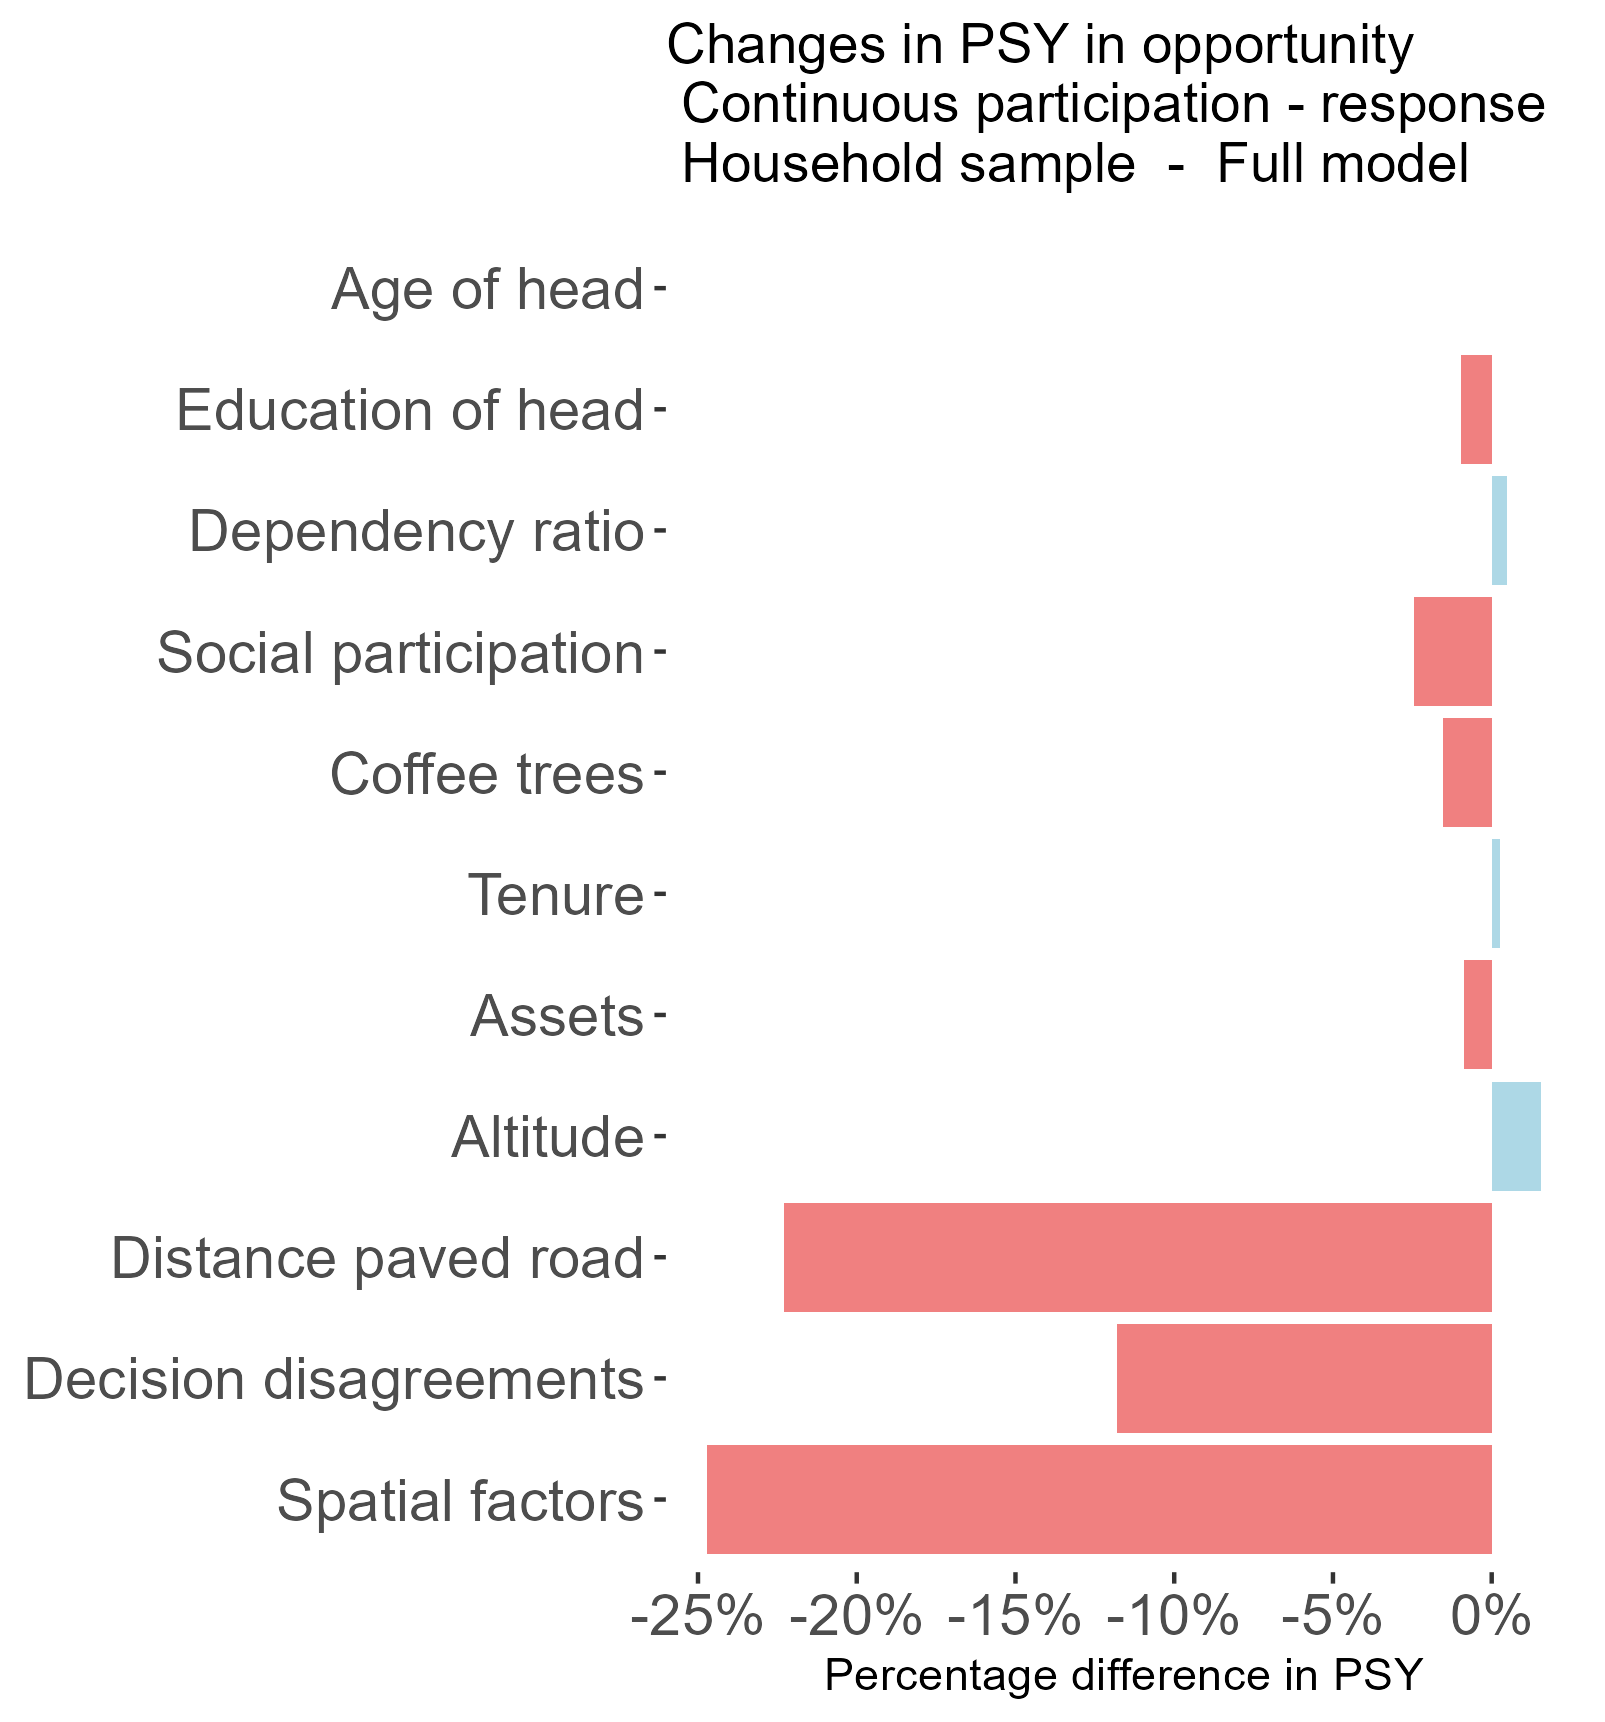 Changes in PSY in opportunity
Continuous participation - response
Household sample - Full model
Age of head
Education of head
Dependency ratio
Social participation
Coffee trees
Tenure
Assets
Altitude
Distance paved road
Decision disagreements
Spatial factors
-25% -20% -15% -10% -5% 0%
Percentage difference in PSY